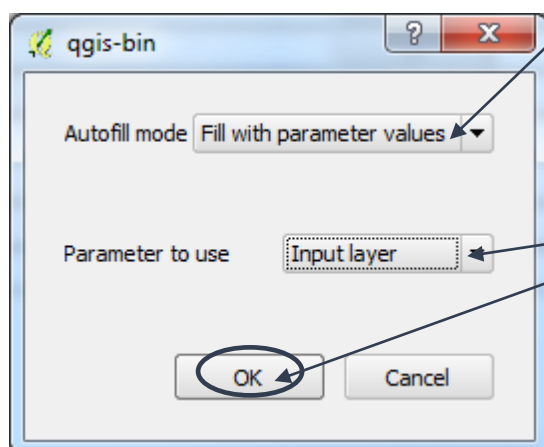 qgis-bin
Autofill mode Fill with parameter values
Parameter to use Input layer
OK Cancel